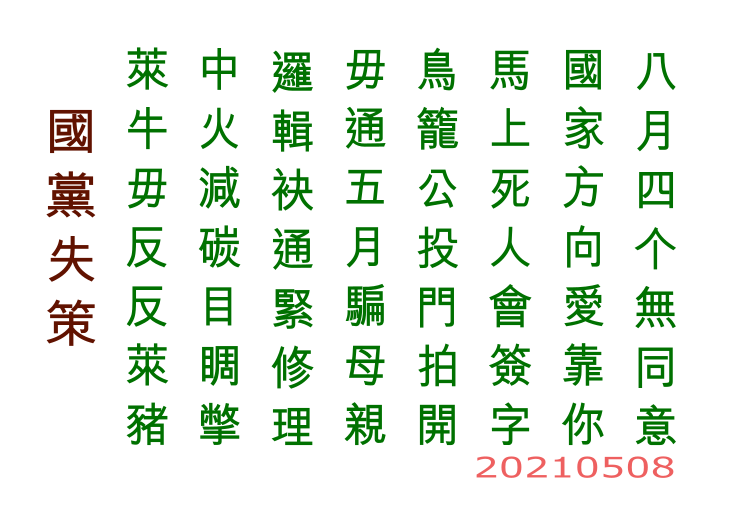 八月四个無同意
國家方向愛靠你
馬上死人會簽字
鳥籠公投門拍開
毋通五月騙母親
邏輯袂通緊修理
中火減碳目睭撆
萊牛毋反反萊豬
國黨失策
20210508